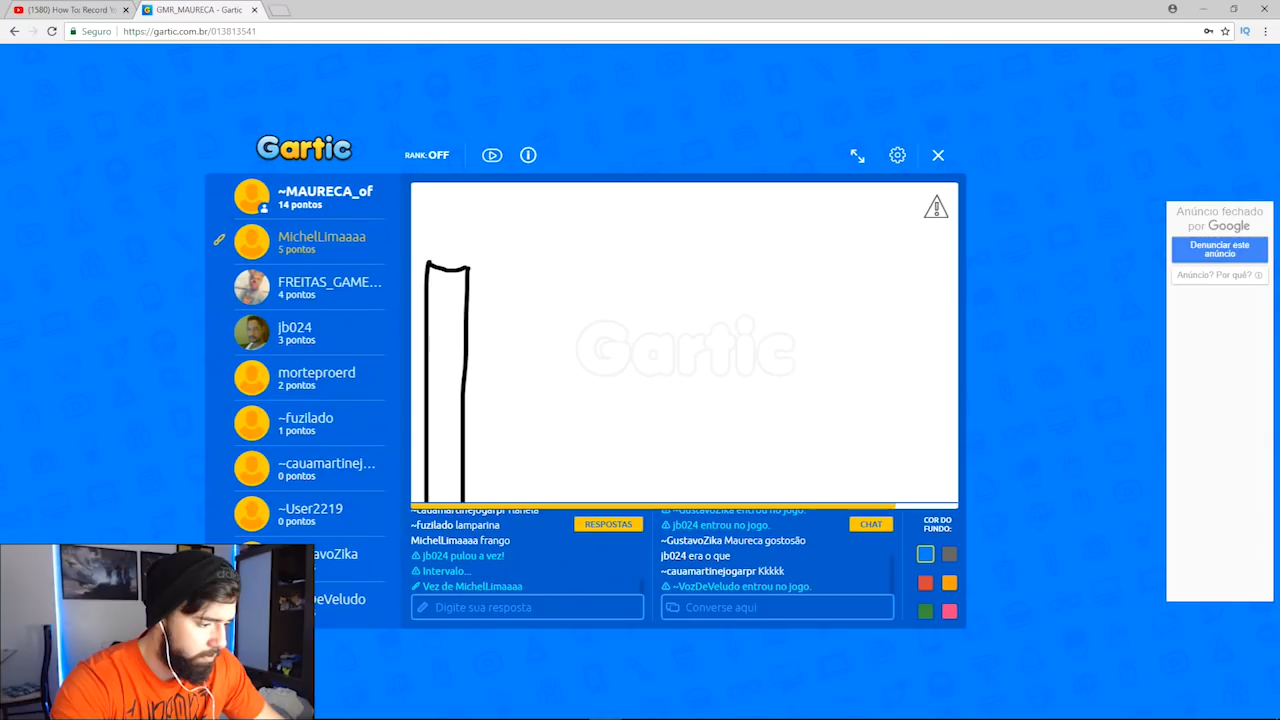 (1580) How To: Record Y
GMR_MAURECA - Gartic
Seguro
https://gartic.com.br/013813541
Gartic
RANK: OFF
~MAURECA_of
14 pontos
MichelLimaaaa
5 pontos
FREITAS_GAME...
4 pontos
jb024
3 pontos
morteproerd
2 pontos
~fuzilado
1 pontos
~cauamartinej...
0 pontos
~User2219
0 pontos
stavoZika
DeVeludo
Gartic
~fuzilado lamparina
MichelLimaaaa frango
jb024 pulou a vez!
Intervalo...
Vez de MichelLimaaaa
RESPOSTAS
Digite sua resposta
~GustavoZika entrou no jogo.
jb024 entrou no jogo.
~GustavoZika Maureca gostosão
jb024 era o que
~cauamartinejogarpr Kkkkk
~VozDeVeludo entrou no jogo.
CHAT
Converse aqui
COR DO
FUNDO:
Anúncio fechado
por Google
Denunciar este
anúncio
Anúncio? Por quê?